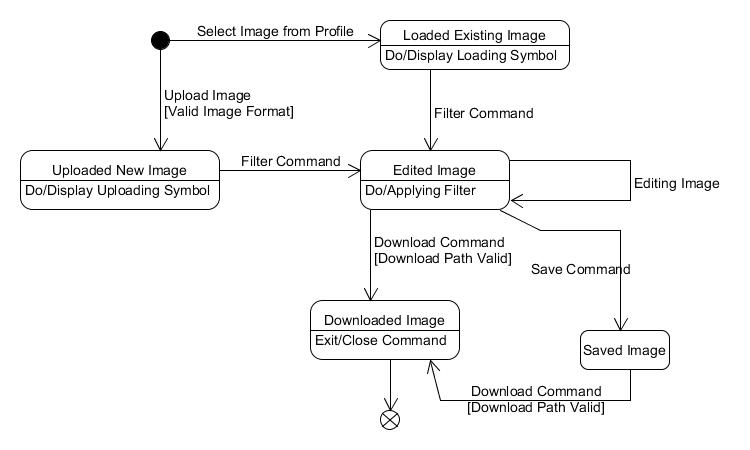 Select Image from Profile
Loaded Existing Image
Do/Display Loading Symbol
Upload Image
[Valid Image Format]
Filter Command
Uploaded New Image
Do/Display Uploading Symbol
Filter Command
Edited Image
Do/Applying Filter
Editing Image
Download Command
[Download Path Valid]
Save Command
Downloaded Image
Exit/Close Command
Saved Image
Download Command
[Download Path Valid]